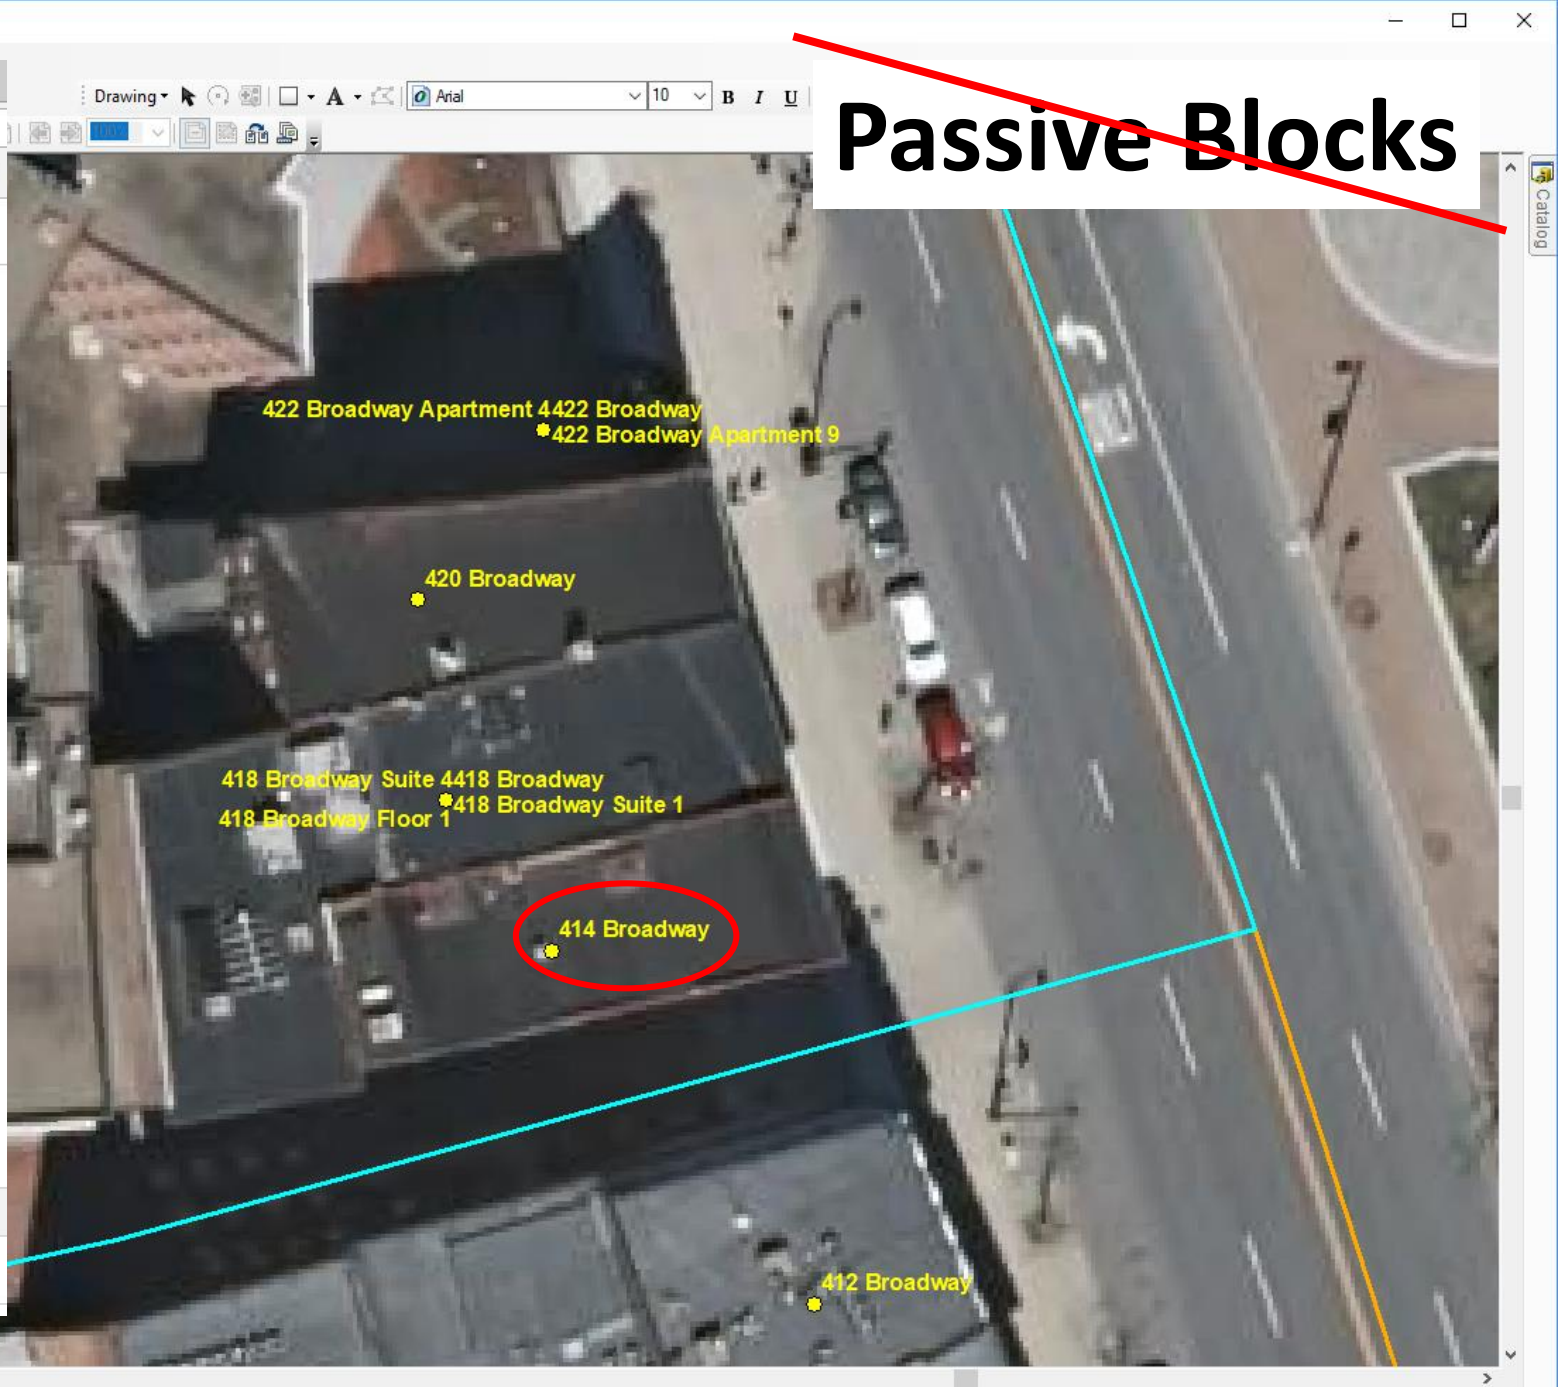 Passive Blocks
Drawing
A
Arial
10
B I U
100%
Catalog
422 Broadway Apartment 4422 Broadway
422 Broadway Apartment 9
420 Broadway
418 Broadway Suite 4418 Broadway
418 Broadway Suite 1
418 Broadway Floor 1
414 Broadway
412 Broadway